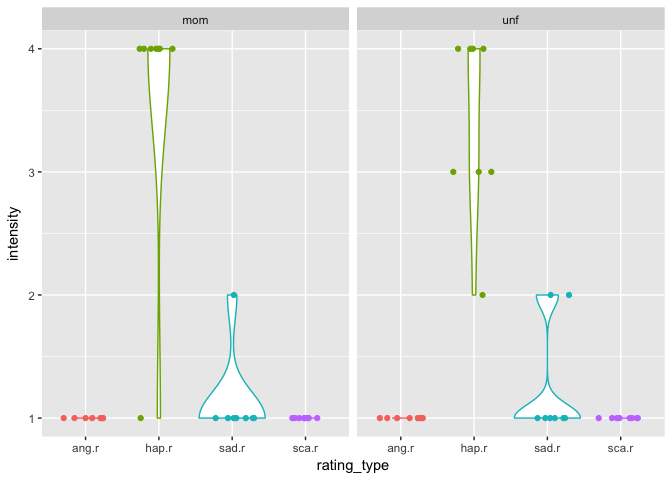 mom unf
4
3
2
1
intensity
ang.r hap.r sad.r sca.r ang.r hap.r sad.r sca.r
rating_type